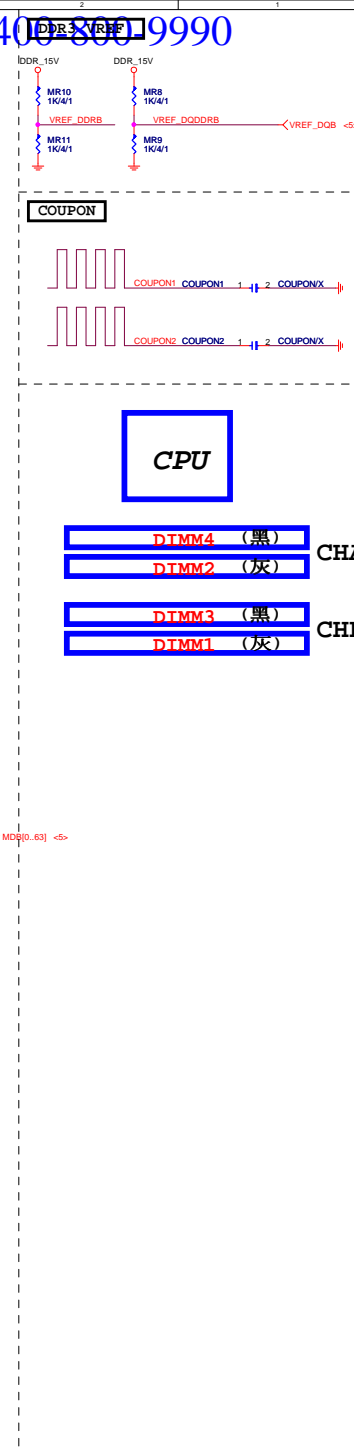 2 1
400-800-9990
DDR3 VREF
DDR_15V DDR_15V
MR10 MR8
1K/4/1 1K/4/1
VREF_DDRB VREF_DQDDRB VREF_DQB
MR11 MR9
1K/4/1 1K/4/1
COUPON
COUPON1 COUPON1 1 2 COUPON/X
COUPON2 COUPON2 1 2 COUPON/X
CPU
DIMM4 (黑)
DIMM2 (灰)
DIMM3 (黑)
DIMM1 (灰)
MDB[0..63] <5>